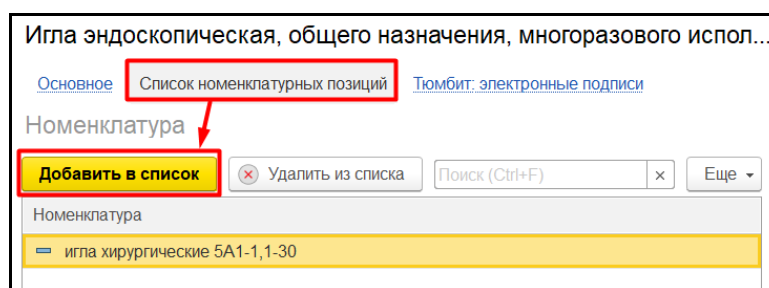 Игла эндоскопическая, общего назначения, многоразового испол...
Основное Список номенклатурных позиций Тюмбит: электронные подписи
Номенклатура
Добавить в список Удалить из списка Поиск (Ctrl+F) × Еще
Номенклатура
игла хирургические 5А1-1,1-30